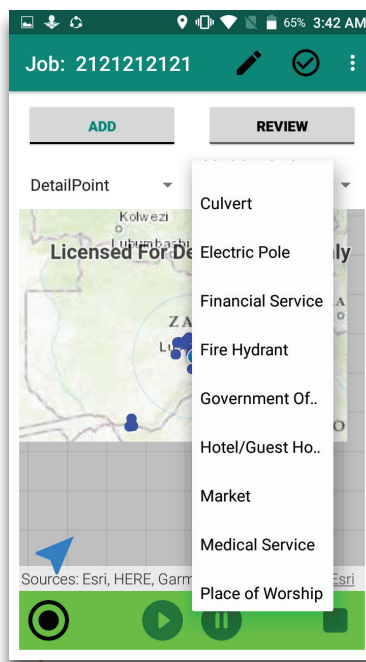 65% 3:42 AM
Job: 2121212121
ADD
REVIEW
DetailPoint
Culvert
Kolwezi
Lubumbashi
Licensed For De
ly
Electric Pole
Financial Service
ZA
A
Lu
Fire Hydrant
Government Of..
O
Hotel/Guest Ho..
Market
Medical Service
Sources: Esri, HERE, Garm
Esri
Place of Worship